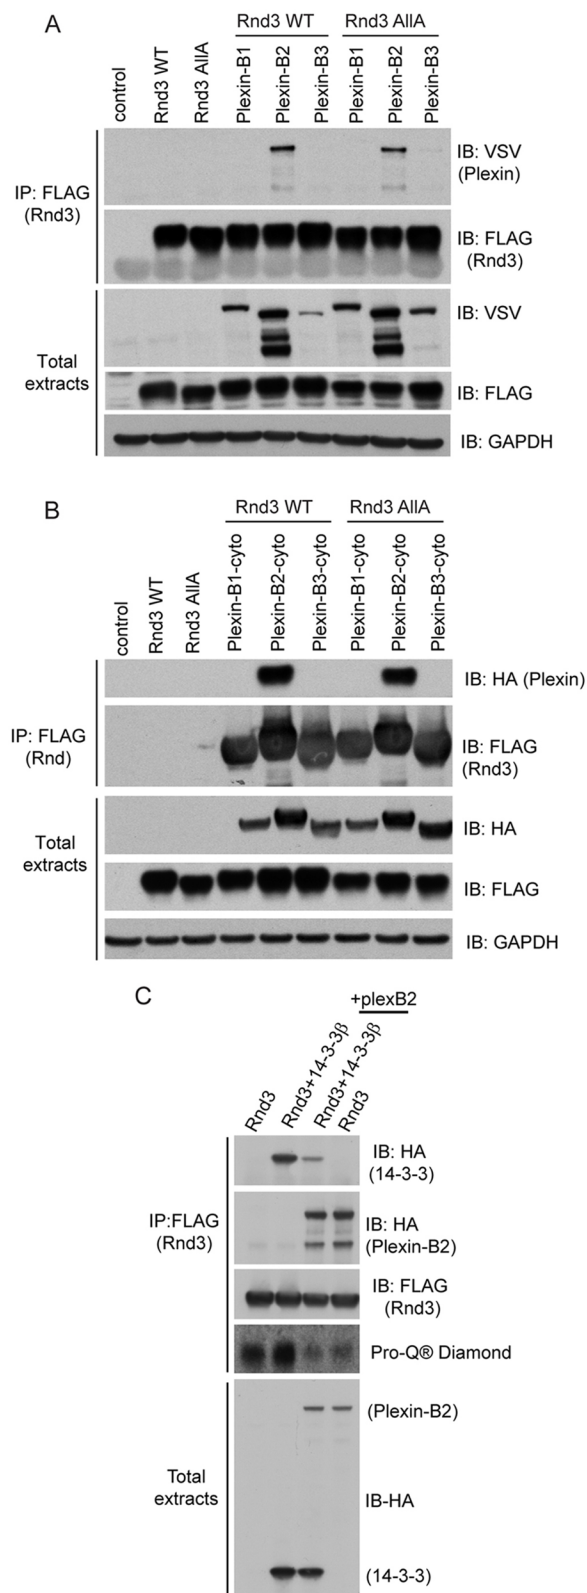 A
Rnd3 WT
Rnd3 AllA
control
Rnd3 WT
Rnd3 AllA
Plexin-B1
Plexin-B2
Plexin-B3
Plexin-B1
Plexin-B2
Plexin-B3
IP: FLAG
(Rnd3)
IB: VSV
(Plexin)
IB: FLAG
(Rnd3)
Total
extracts
IB: VSV
IB: FLAG
IB: GAPDH
B
Rnd3 WT
Rnd3 AllA
control
Rnd3 WT
Rnd3 AllA
Plexin-B1-cyto
Plexin-B2-cyto
Plexin-B3-cyto
Plexin-B1-cyto
Plexin-B2-cyto
Plexin-B3-cyto
IP: FLAG
(Rnd)
IB: HA (Plexin)
IB: FLAG
(Rnd3)
Total
extracts
IB: HA
IB: FLAG
IB: GAPDH
C
+plexB2
Rnd3
Rnd3+14-3-3β
Rnd3+14-3-3β
Rnd3
IP:FLAG
(Rnd3)
IB: HA
(14-3-3)
IB: HA
(Plexin-B2)
IB: FLAG
(Rnd3)
Pro-Q® Diamond
Total
extracts
(Plexin-B2)
IB-HA
(14-3-3)